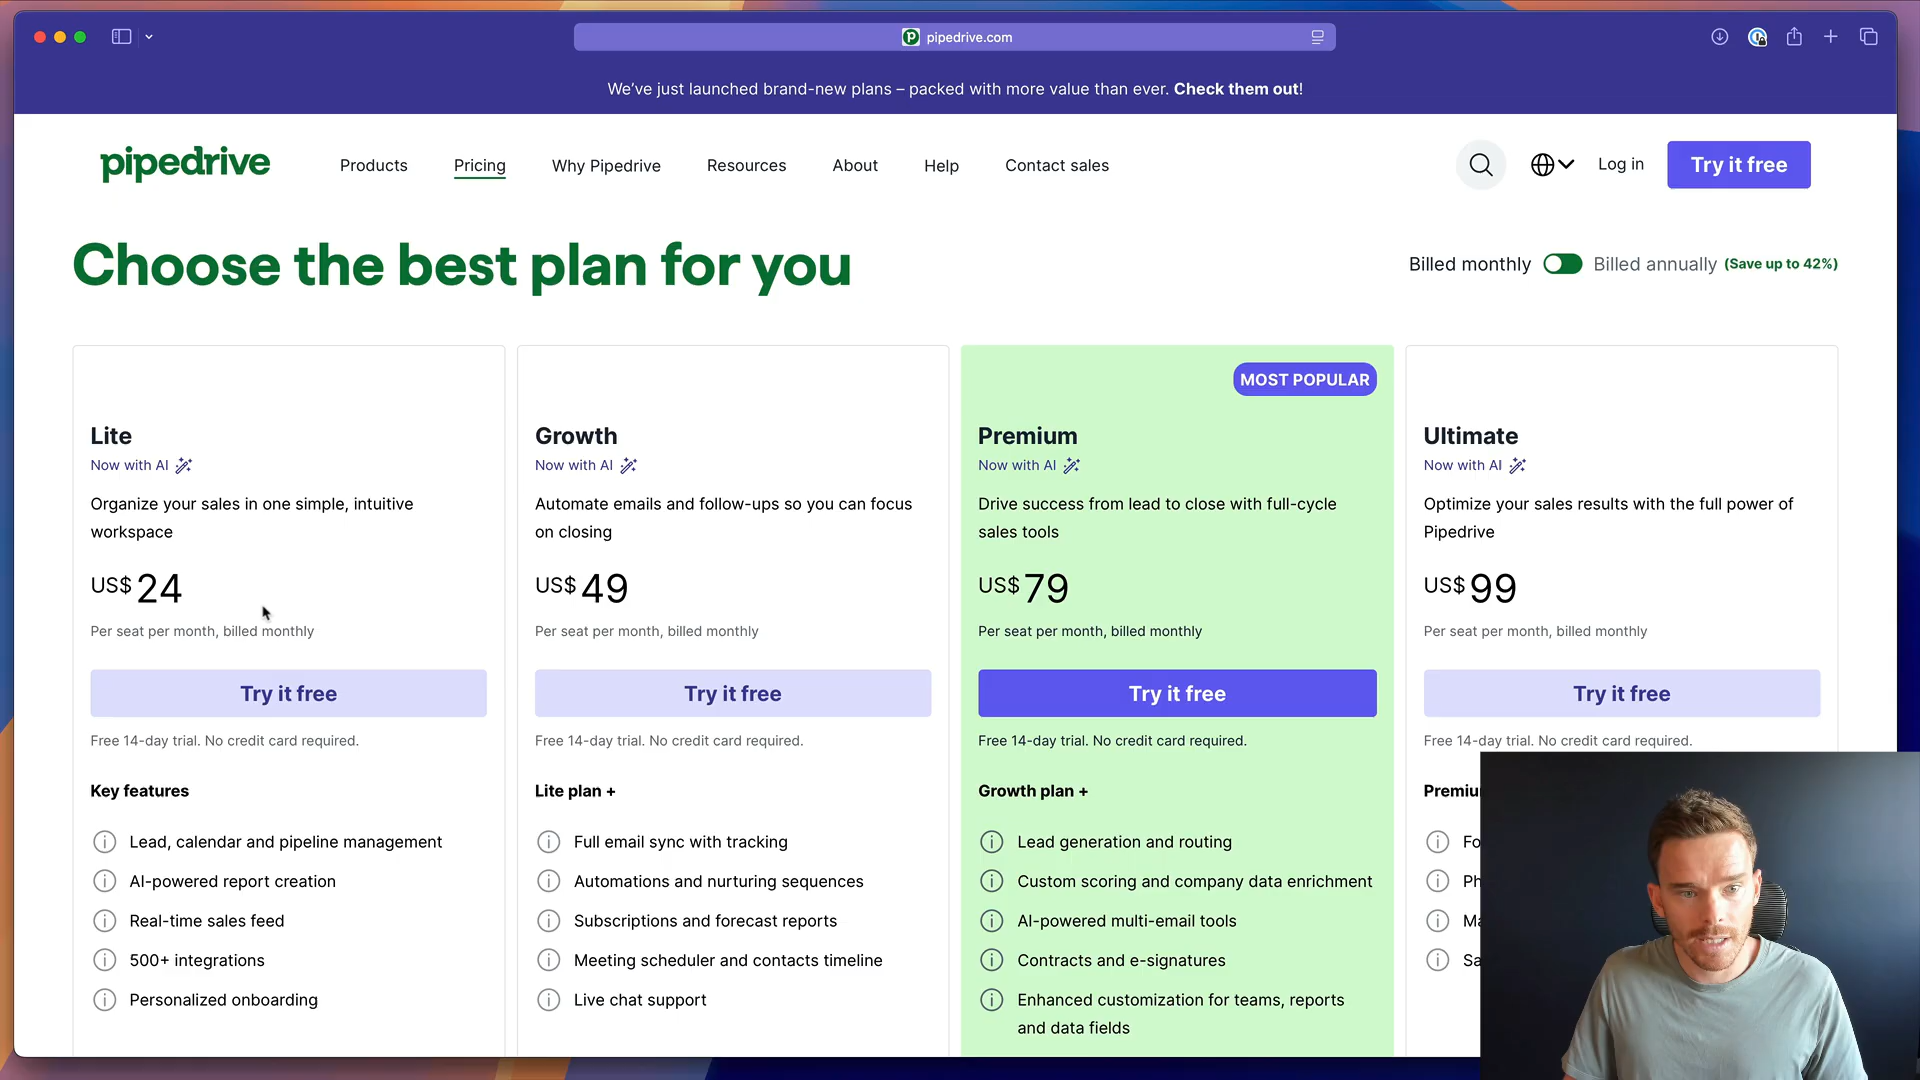 pipedrive.com
We've just launched brand-new plans – packed with more value than ever. Check them out!
pipedrive
Products
Pricing
Why Pipedrive
Resources
About
Help
Contact sales
Log in
Try it free
Choose the best plan for you
Billed monthly
Billed annually (Save up to 42%)
Lite
Now with AI
Organize your sales in one simple, intuitive
workspace
US$ 24
Per seat per month, billed monthly
Try it free
Free 14-day trial. No credit card required.
Key features
Lead, calendar and pipeline management
AI-powered report creation
Real-time sales feed
500+ integrations
Personalized onboarding
Growth
Now with AI
Automate emails and follow-ups so you can focus
on closing
US$ 49
Per seat per month, billed monthly
Try it free
Free 14-day trial. No credit card required.
Lite plan +
Full email sync with tracking
Automations and nurturing sequences
Subscriptions and forecast reports
Meeting scheduler and contacts timeline
Live chat support
MOST POPULAR
Premium
Now with AI
Drive success from lead to close with full-cycle
sales tools
US$ 79
Per seat per month, billed monthly
Try it free
Free 14-day trial. No credit card required.
Growth plan +
Lead generation and routing
Custom scoring and company data enrichment
AI-powered multi-email tools
Contracts and e-signatures
Enhanced customization for teams, reports
and data fields
Ultimate
Now with AI
Optimize your sales results with the full power of
Pipedrive
US$ 99
Per seat per month, billed monthly
Try it free
Free 14-day trial. No credit card required.